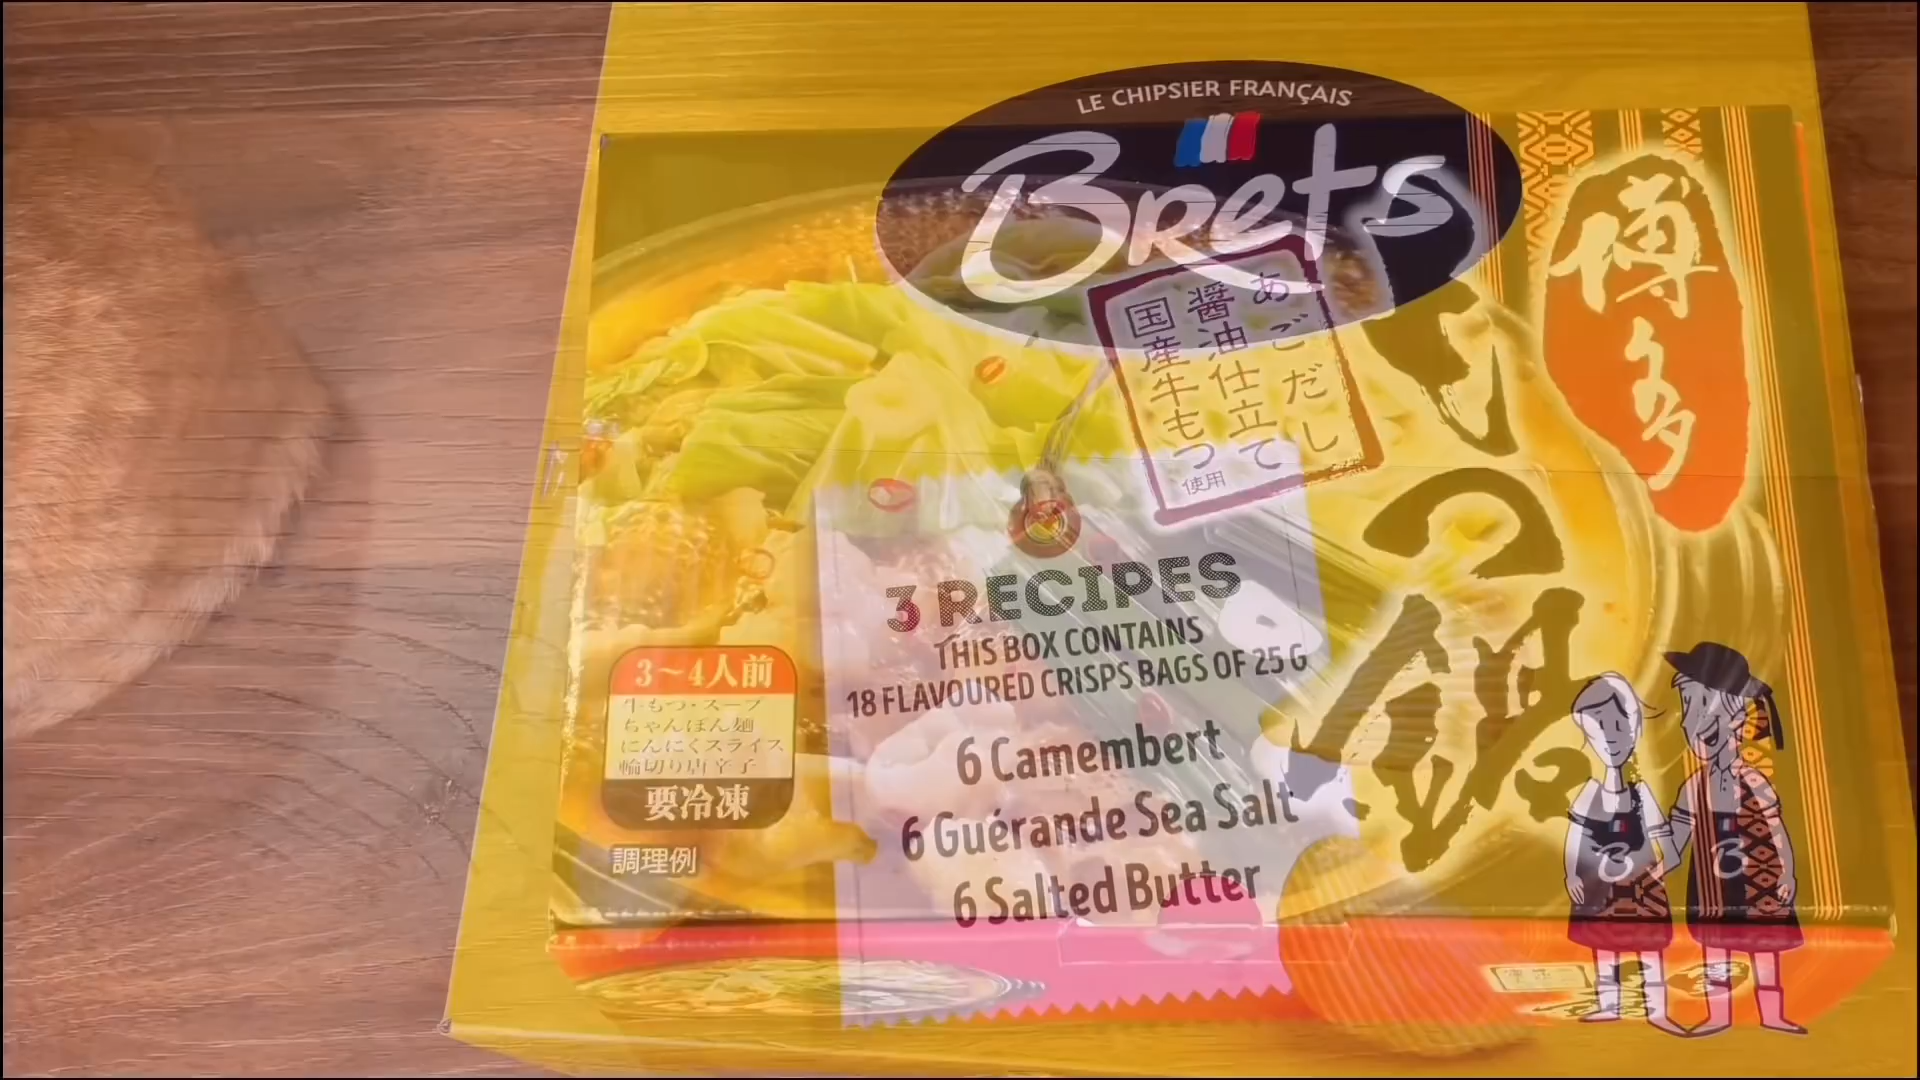 LE CHIPSIER FRANÇAIS
Brets
博多
もつ鍋
あごだし
醤油仕立て
国産牛もつ
使用
3 RECIPES
THIS BOX CONTAINS
18 FLAVOURED CRISPS BAGS OF 25 G
6 Camembert
6 Guérande Sea Salt
6 Salted Butter
3〜4人前
牛もつ・スープ
ちゃんぽん麺
にんにくスライス
輪切り唐辛子
要冷凍
調理例
B
B